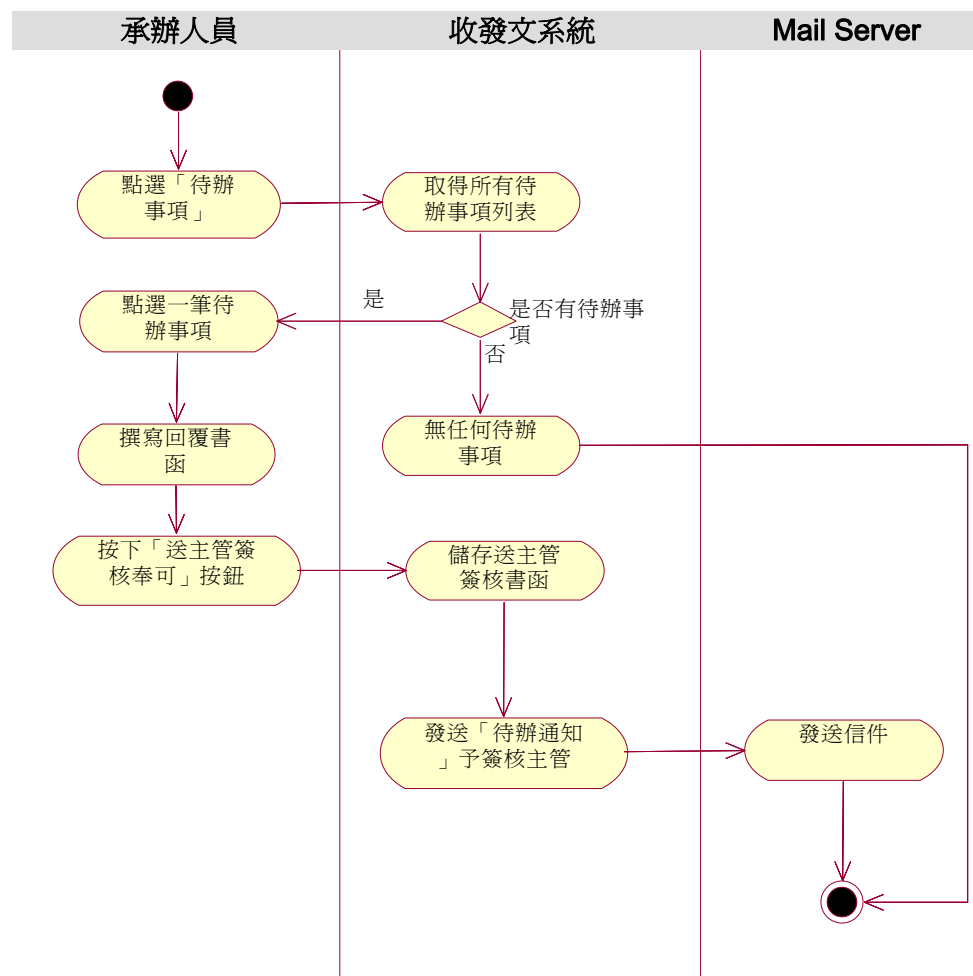 承辦人員
收發文系統
Mail Server
點選「待辦
事項」
取得所有待
辦事項列表
點選一筆待
辦事項
是
是否有待辦事
項
否
撰寫回覆書
函
無任何待辦
事項
按下「送主管簽
核奉可」按鈕
儲存送主管
簽核書函
發送「待辦通知
」予簽核主管
發送信件